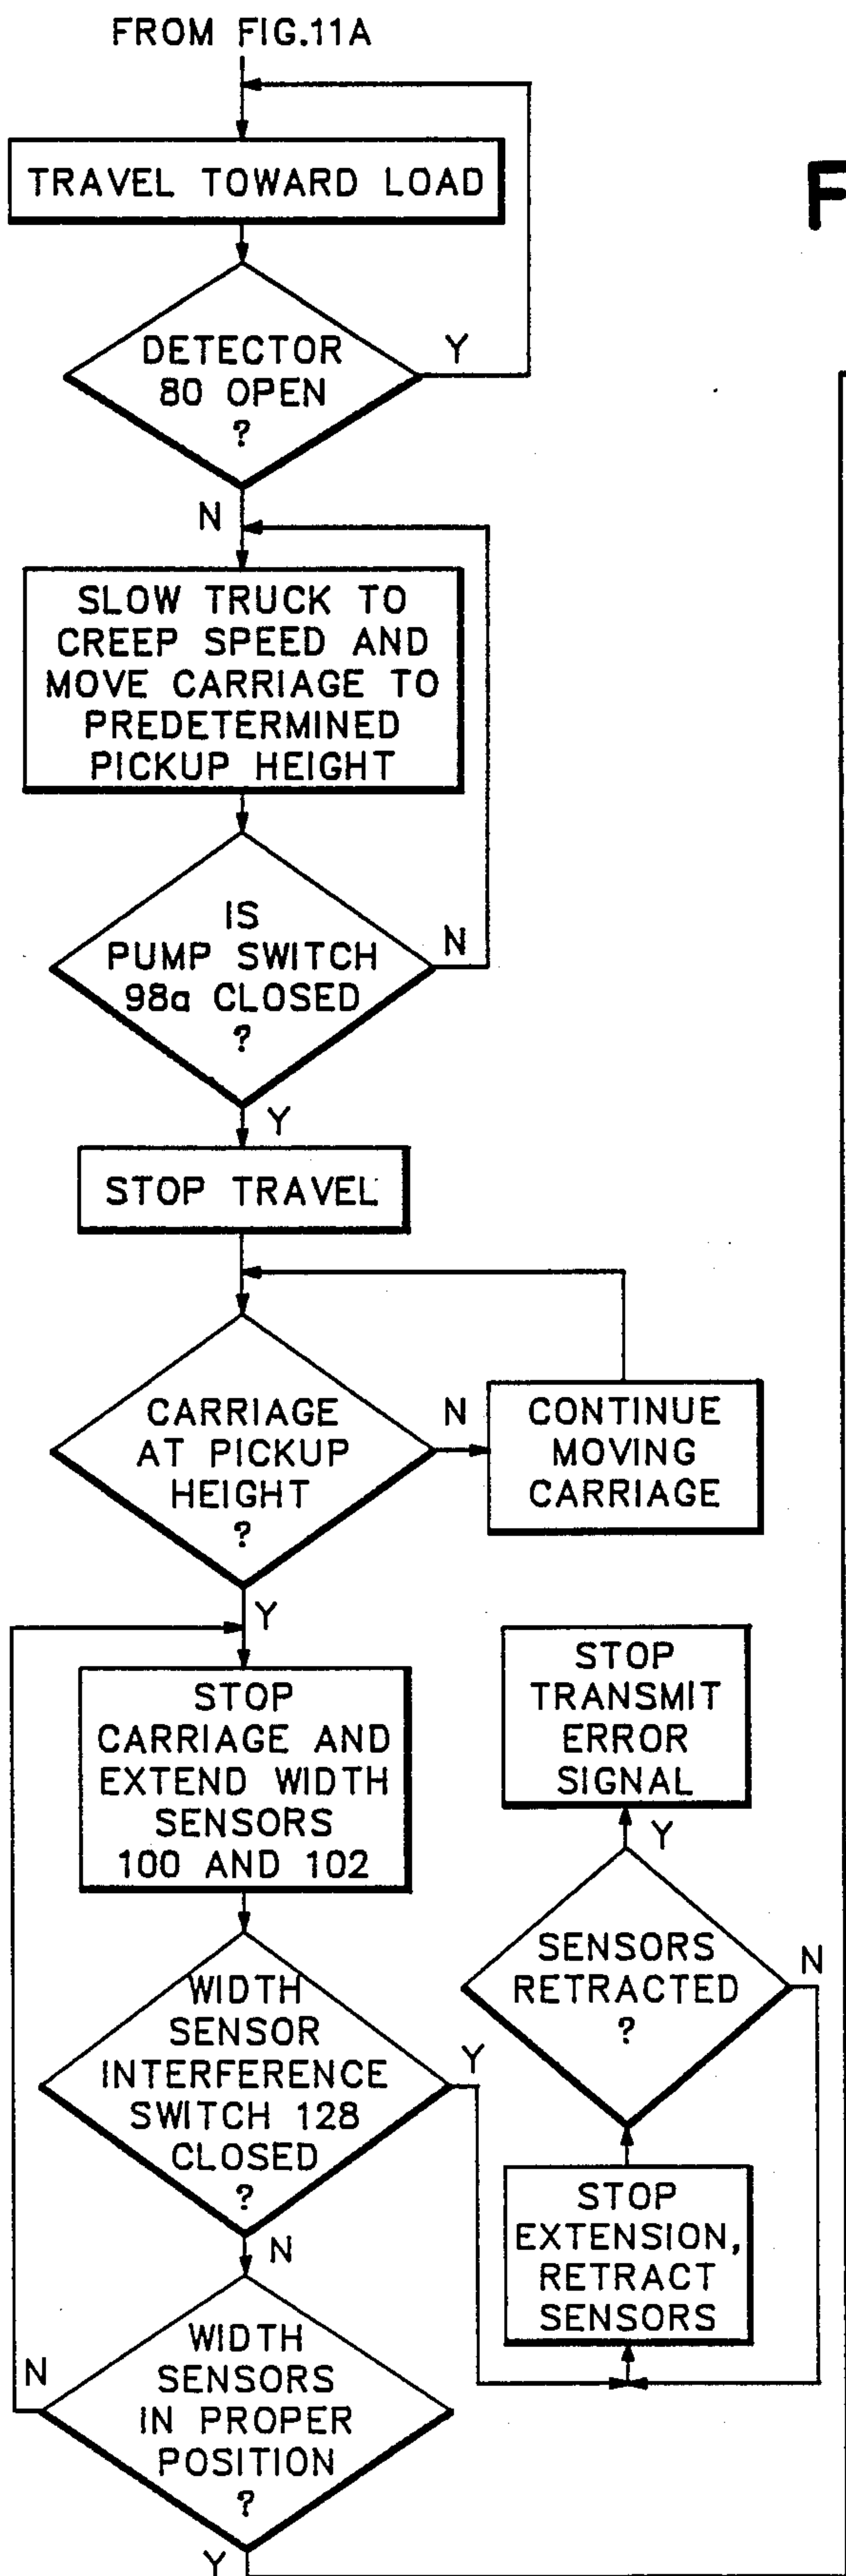 FROM FIG.11A
TRAVEL TOWARD LOAD
F
DETECTOR
80 OPEN
?
Y
N
SLOW TRUCK TO
CREEP SPEED AND
MOVE CARRIAGE TO
PREDETERMINED
PICKUP HEIGHT
IS
PUMP SWITCH
98a CLOSED
?
N
Y
STOP TRAVEL
CARRIAGE
AT PICKUP
HEIGHT
?
N
CONTINUE
MOVING
CARRIAGE
Y
STOP
CARRIAGE AND
EXTEND WIDTH
SENSORS
100 AND 102
STOP
TRANSMIT
ERROR
SIGNAL
Y
SENSORS
RETRACTED
?
N
WIDTH
SENSOR
INTERFERENCE
SWITCH 128
CLOSED
?
Y
N
STOP
EXTENSION,
RETRACT
SENSORS
WIDTH
SENSORS
IN PROPER
POSITION
?
N
Y